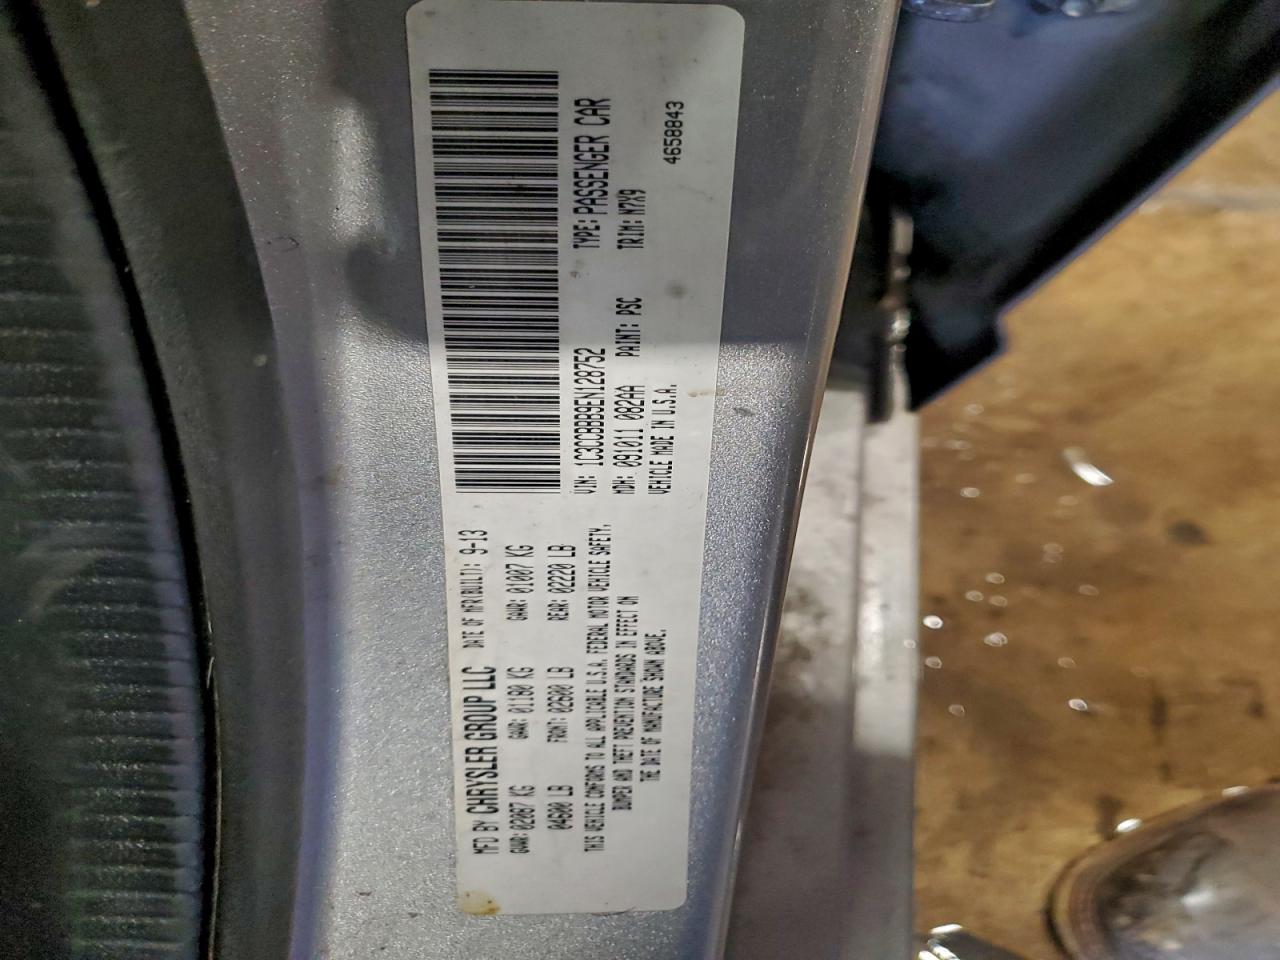 MFD BY CHRYSLER GROUP LLC DATE OF MFR(BUILT): 9-13
GVWR: 02087 KG GAWR: 01180 KG GAWR: 01007 KG
04600 LB FRONT: 02600 LB REAR: 02220 LB
THIS VEHICLE CONFORMS TO ALL APPLICABLE U.S.A. FEDERAL MOTOR VEHICLE SAFETY,
BUMPER AND THEFT PREVENTION STANDARDS IN EFFECT ON
THE DATE OF MANUFACTURE SHOWN ABOVE.
VIN: 1C3CCBBB9EN128752 TYPE: PASSENGER CAR
MDH: 091011 082AA PAINT: PSC TRIM: M7X9
VEHICLE MADE IN U.S.A. 4658843